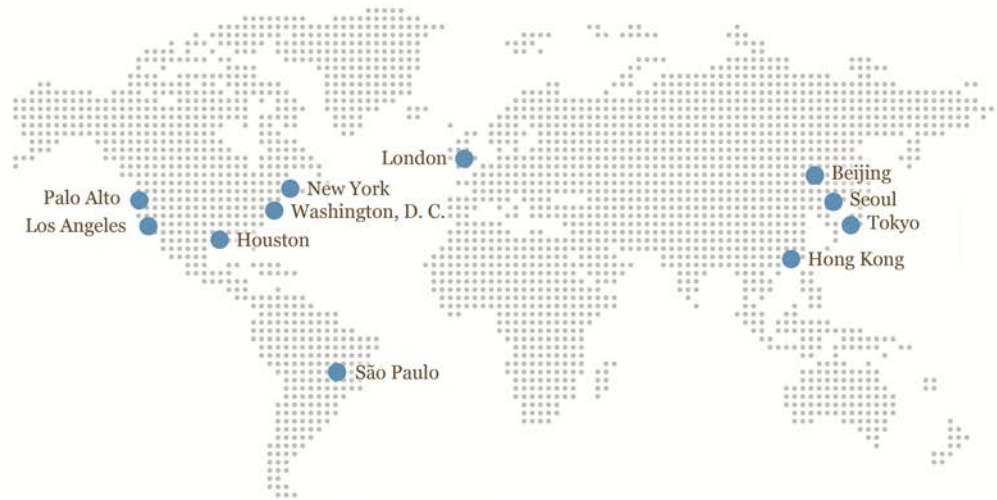 London
Beijing
New York
Palo Alto
Seoul
Washington, D. C.
Tokyo
Los Angeles
Houston
Hong Kong
São Paulo